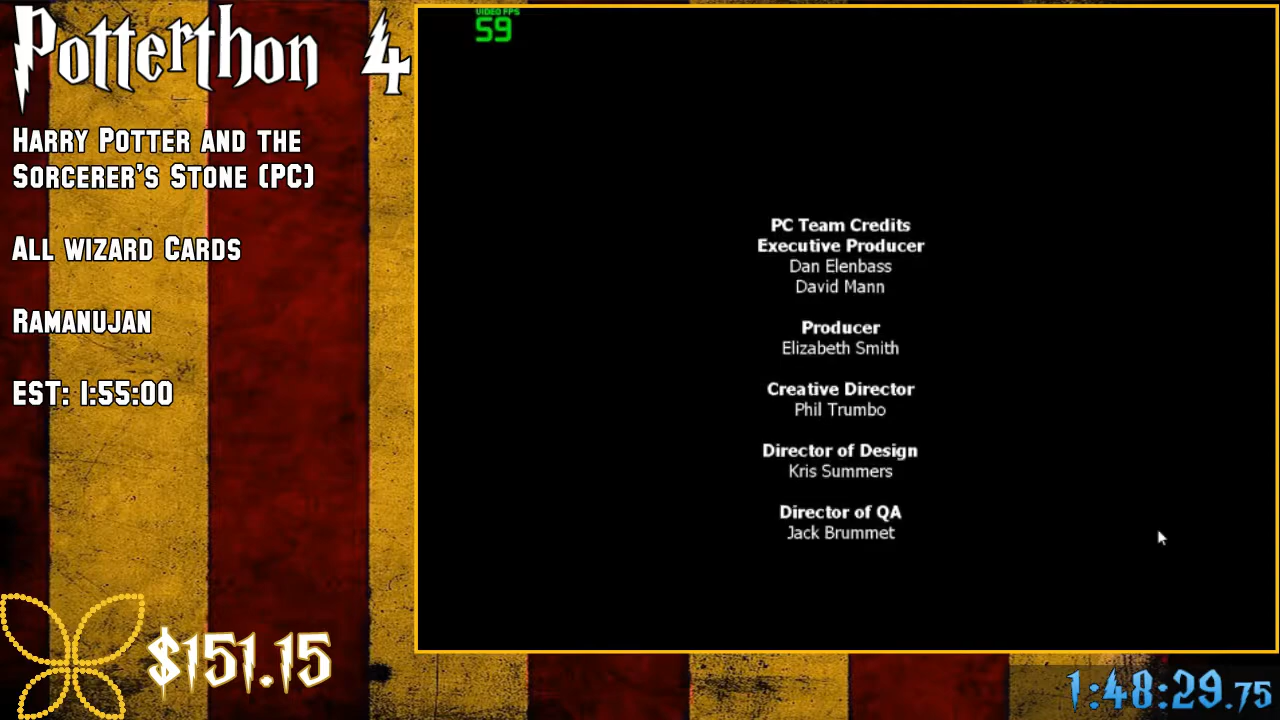 Potterthon 4
Harry Potter and the
Sorcerer's Stone (PC)
All wizard Cards
Ramanujan
EST: 1:55:00
$151.15
VIDEO FPS
59
PC Team Credits
Executive Producer
Dan Elenbass
David Mann
Producer
Elizabeth Smith
Creative Director
Phil Trumbo
Director of Design
Kris Summers
Director of QA
Jack Brummet
1:48:29.75